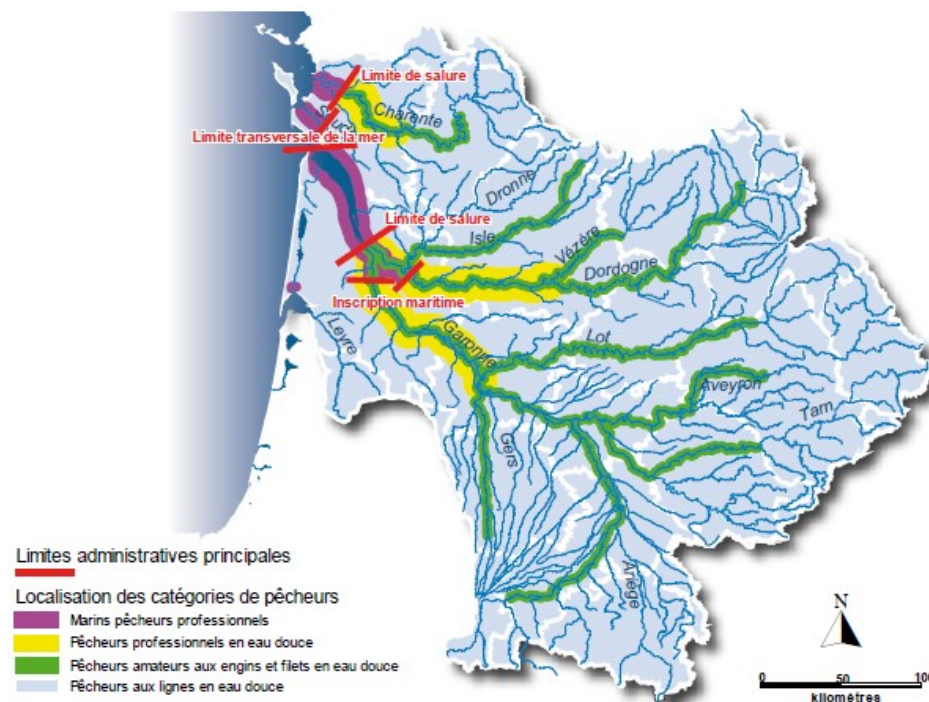 Limite de salure
Charente
Limite transversale de la mer
Dronne
Limite de salure
Isle
Vézère
Dordogne
Inscription maritime
Leyre
Garonne
Lot
Aveyron
Tarn
Gers
Ariège
Limites administratives principales
Localisation des catégories de pêcheurs
Marins pêcheurs professionnels
Pêcheurs professionnels en eau douce
Pêcheurs amateurs aux engins et filets en eau douce
Pêcheurs aux lignes en eau douce
N
0 50 100
kilomètres